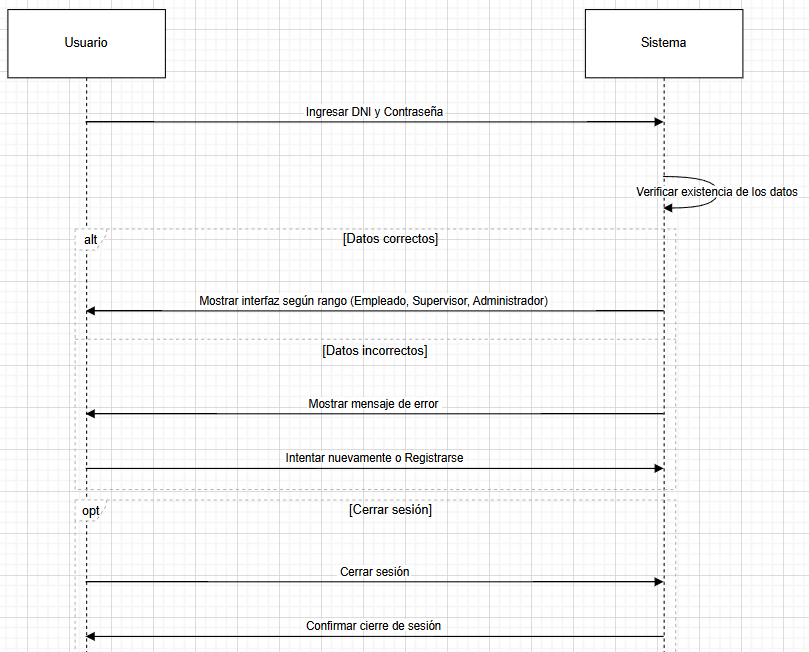 Usuario
Sistema
Ingresar DNI y Contraseña
Verificar existencia de los datos
alt
[Datos correctos]
Mostrar interfaz según rango (Empleado, Supervisor, Administrador)
[Datos incorrectos]
Mostrar mensaje de error
Intentar nuevamente o Registrarse
opt
[Cerrar sesión]
Cerrar sesión
Confirmar cierre de sesión